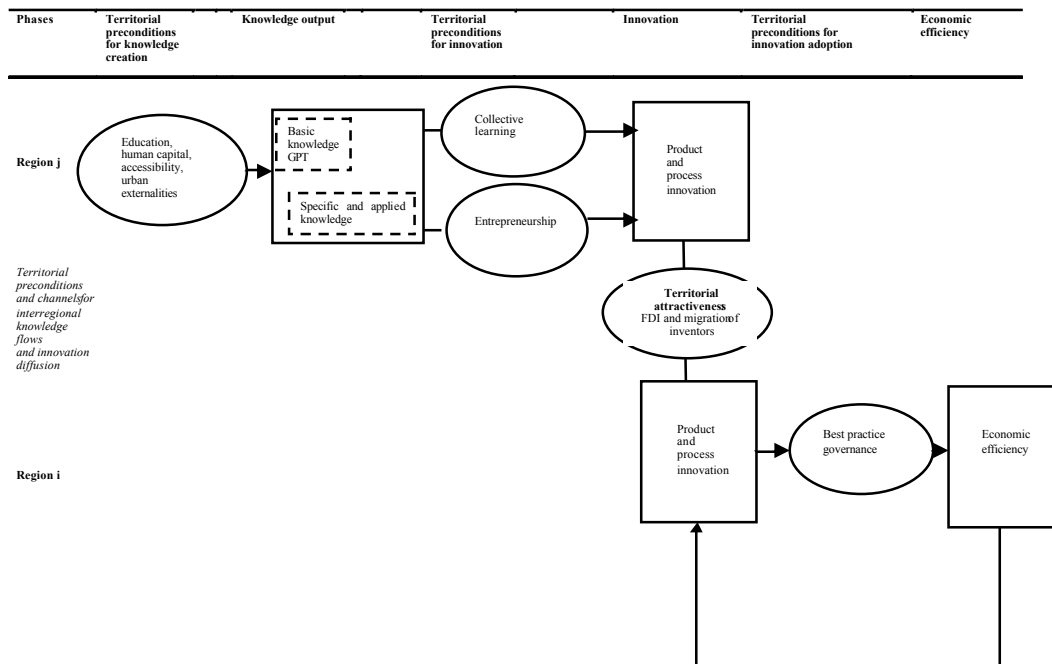 Phases
Territorial
preconditions
for knowledge
creation
Knowledge output
Territorial
preconditions
for innovation
Innovation
Territorial
preconditions for
innovation adoption
Economic
efficiency
Region j
Education,
human capital,
accessibility,
urban
externalities
Basic
knowledge
GPT
Specific and applied
knowledge
Collective
learning
Entrepreneurship
Product
and
process
innovation
Territorial
preconditions
and channelsfor
interregional
knowledge
flows
and innovation
diffusion
Territorial
attractiveness
FDI and migration of
inventors
Region i
Product
and
process
innovation
Best practice
governance
Economic
efficiency